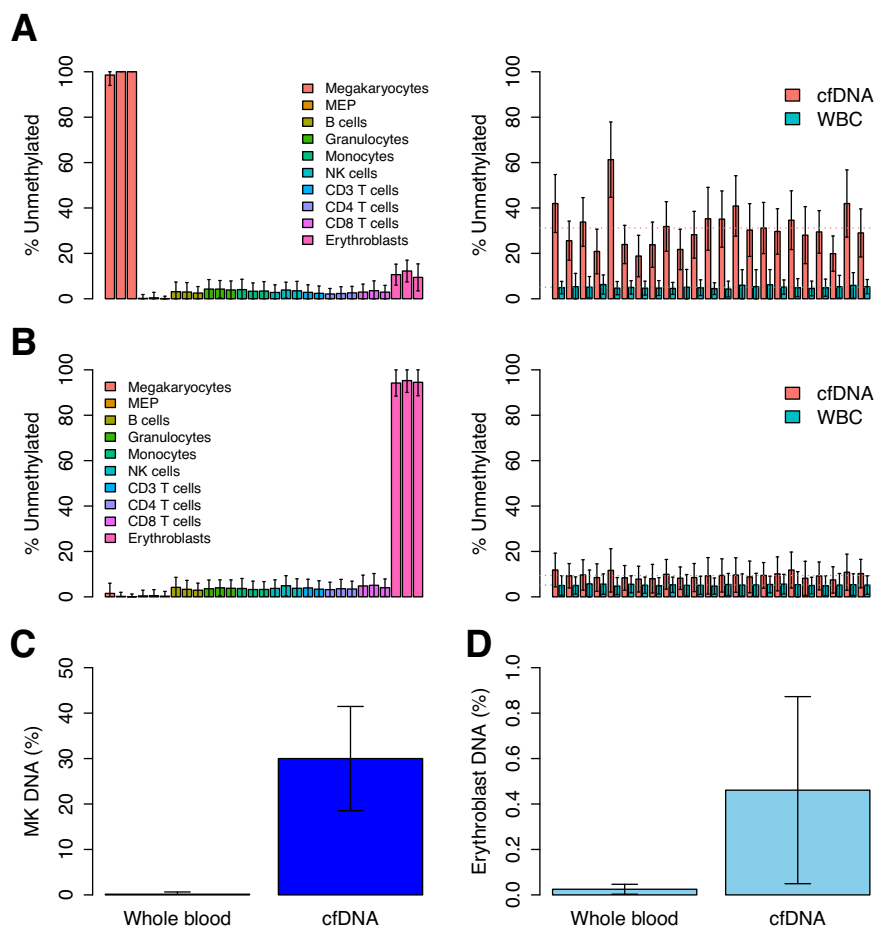 A
% Unmethylated
100
80
60
40
20
0
Megakaryocytes
MEP
B cells
Granulocytes
Monocytes
NK cells
CD3 T cells
CD4 T cells
CD8 T cells
Erythroblasts
% Unmethylated
100
80
60
40
20
0
cfDNA
WBC
B
% Unmethylated
100
80
60
40
20
0
Megakaryocytes
MEP
B cells
Granulocytes
Monocytes
NK cells
CD3 T cells
CD4 T cells
CD8 T cells
Erythroblasts
% Unmethylated
100
80
60
40
20
0
cfDNA
WBC
C
MK DNA (%)
50
40
30
20
10
0
Whole blood
cfDNA
D
Erythroblast DNA (%)
1.0
0.8
0.6
0.4
0.2
0.0
Whole blood
cfDNA